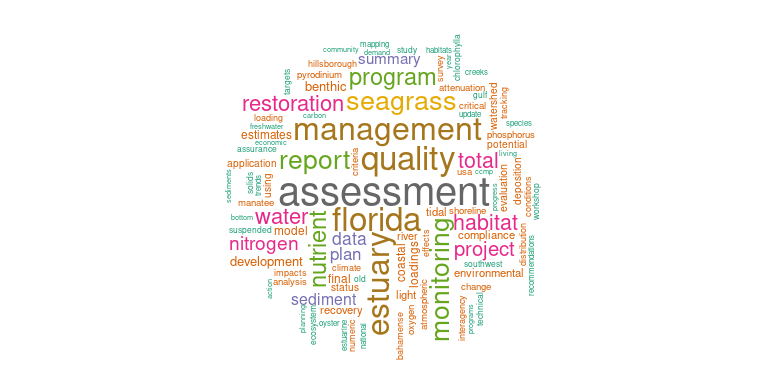 mapping
community
demand
study
habitats
year
chlorophylla
summary
hillsborough
pyrodinium
program
survey
creeks
targets
benthic
attenuation
gulf
watershed
tracking
restoration
seagrass
critical
update
loading
carbon
freshwater
management
species
estimates
economic
phosphorus
potential
assurance
report
criteria
quality
total
living
application
usa
ccmp
evaluation
deposition
sediments
solids
trends
using
assessment
progress
conditions
workshop
manatee
water
florida
tidal
shoreline
habitat
bottom
suspended
model
nutrient
data
river
effects
monitoring
compliance
distribution
recommendations
nitrogen
plan
estuary
coastal
loadings
project
development
climate
southwest
environmental
impacts
analysis
final
old
status
light
atmospheric
change
action
sediment
interagency
technical
planning
ecosystem
recovery
oxygen
programs
oyster
estuarine
numeric
national
bahamense